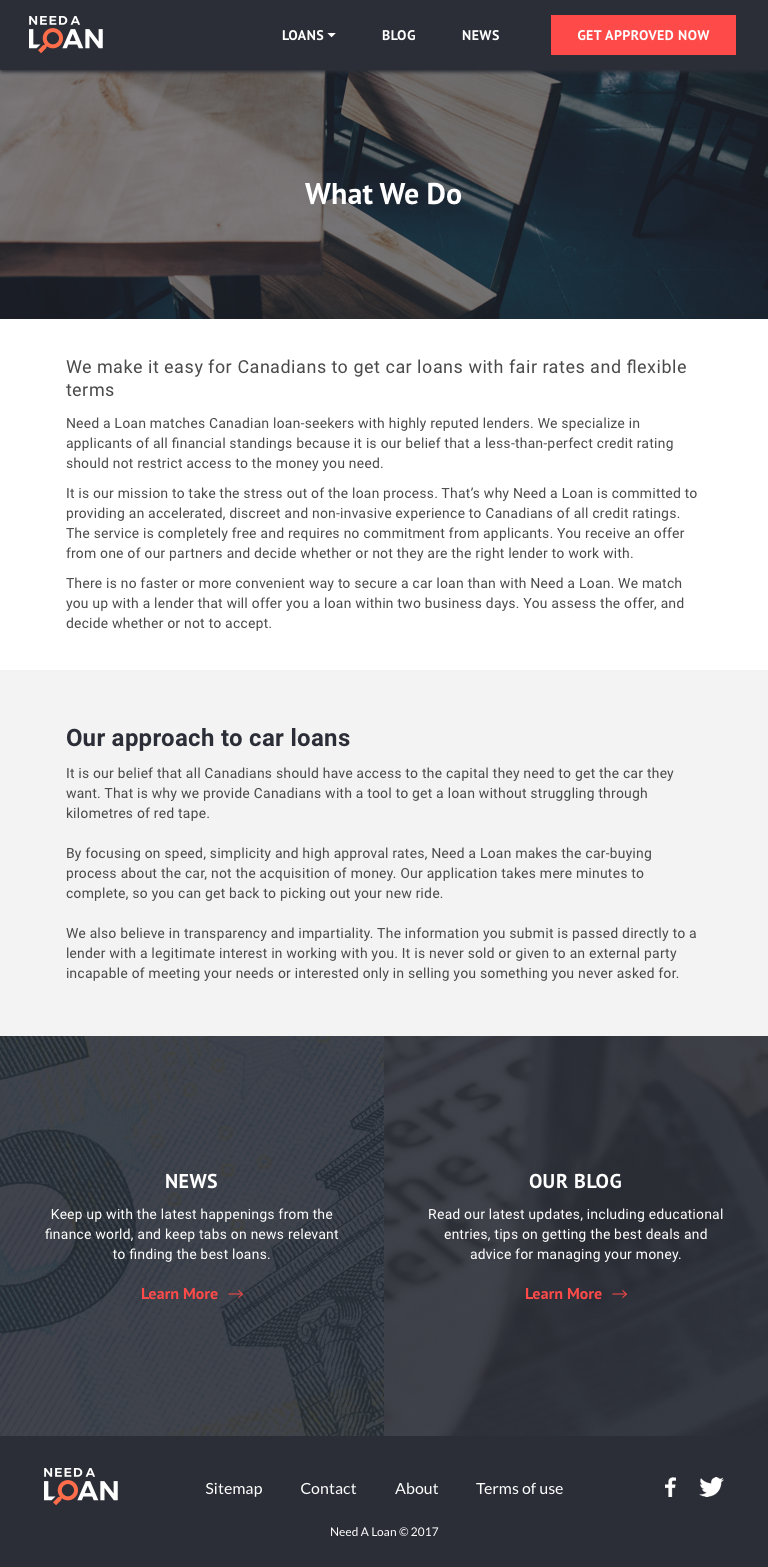 NEED A
LOAN
LOANS
BLOG
NEWS
GET APPROVED NOW
What We Do
We make it easy for Canadians to get car loans with fair rates and flexible
terms
Need a Loan matches Canadian loan-seekers with highly reputed lenders. We specialize in
applicants of all financial standings because it is our belief that a less-than-perfect credit rating
should not restrict access to the money you need.
It is our mission to take the stress out of the loan process. That’s why Need a Loan is committed to
providing an accelerated, discreet and non-invasive experience to Canadians of all credit ratings.
The service is completely free and requires no commitment from applicants. You receive an offer
from one of our partners and decide whether or not they are the right lender to work with.
There is no faster or more convenient way to secure a car loan than with Need a Loan. We match
you up with a lender that will offer you a loan within two business days. You assess the offer, and
decide whether or not to accept.
Our approach to car loans
It is our belief that all Canadians should have access to the capital they need to get the car they
want. That is why we provide Canadians with a tool to get a loan without struggling through
kilometres of red tape.
By focusing on speed, simplicity and high approval rates, Need a Loan makes the car-buying
process about the car, not the acquisition of money. Our application takes mere minutes to
complete, so you can get back to picking out your new ride.
We also believe in transparency and impartiality. The information you submit is passed directly to a
lender with a legitimate interest in working with you. It is never sold or given to an external party
incapable of meeting your needs or interested only in selling you something you never asked for.
NEWS
Keep up with the latest happenings from the
finance world, and keep tabs on news relevant
to finding the best loans.
Learn More
OUR BLOG
Read our latest updates, including educational
entries, tips on getting the best deals and
advice for managing your money.
Learn More
NEED A
LOAN
Sitemap
Contact
About
Terms of use
Need A Loan © 2017